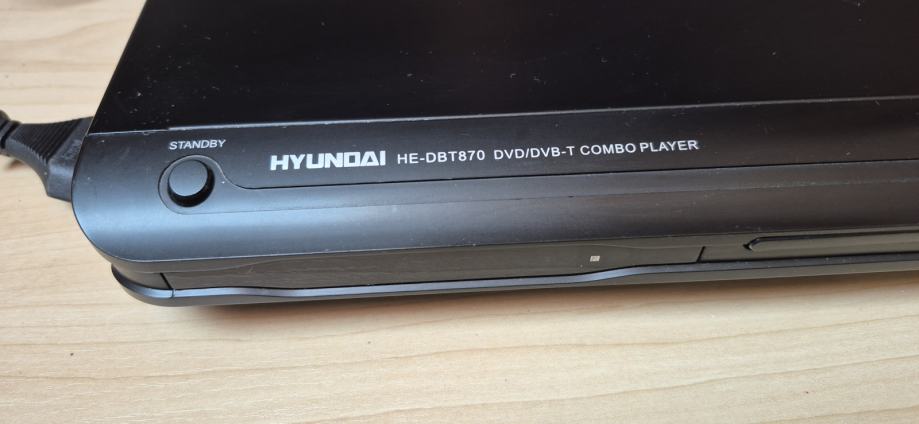 STANDBY
HYUNDAI HE-DBT870 DVD/DVB-T COMBO PLAYER